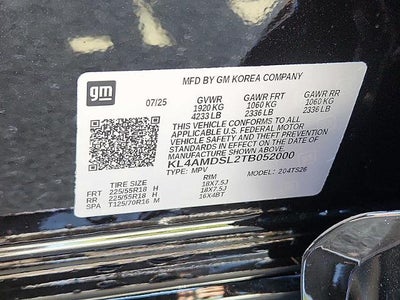 MFD BY GM KOREA COMPANY
gm
07/25 GVWR GAWR FRT GAWR RR
1920 KG 1060 KG 1060 KG
4233 LB 2336 LB 2336 LB
THIS VEHICLE CONFORMS TO ALL
APPLICABLE U.S. FEDERAL MOTOR
VEHICLE SAFETY AND THEFT PREVENTION
STANDARDS IN EFFECT ON THE DATE OF
MANUFACTURE SHOWN ABOVE.
KL4AMDSL2TB052000
TYPE: MPV MODEL: 204TS26
TIRE SIZE RIM
FRT 225/55R18 H 18X7.5J
RR 225/55R18 H 18X7.5J
SPA T125/70R16 M 16X4BT